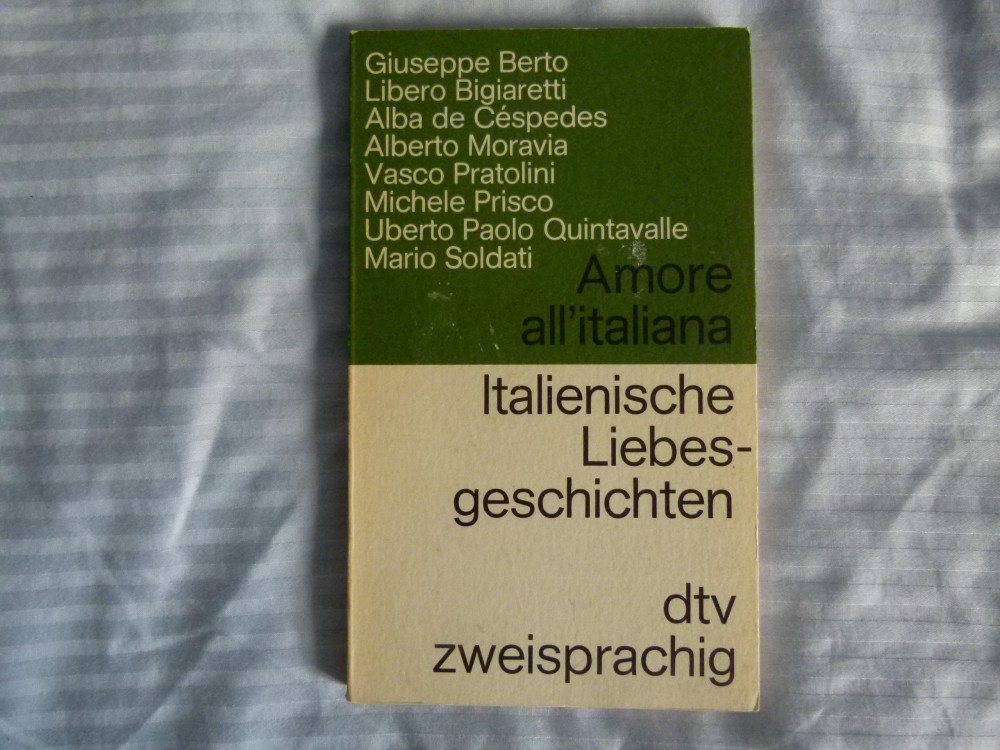 Giuseppe Berto
Libero Bigiaretti
Alba de Céspedes
Alberto Moravia
Vasco Pratolini
Michele Prisco
Uberto Paolo Quintavalle
Mario Soldati
Amore
all'italiana
Italienische
Liebes-
geschichten
dtv
zweisprachig